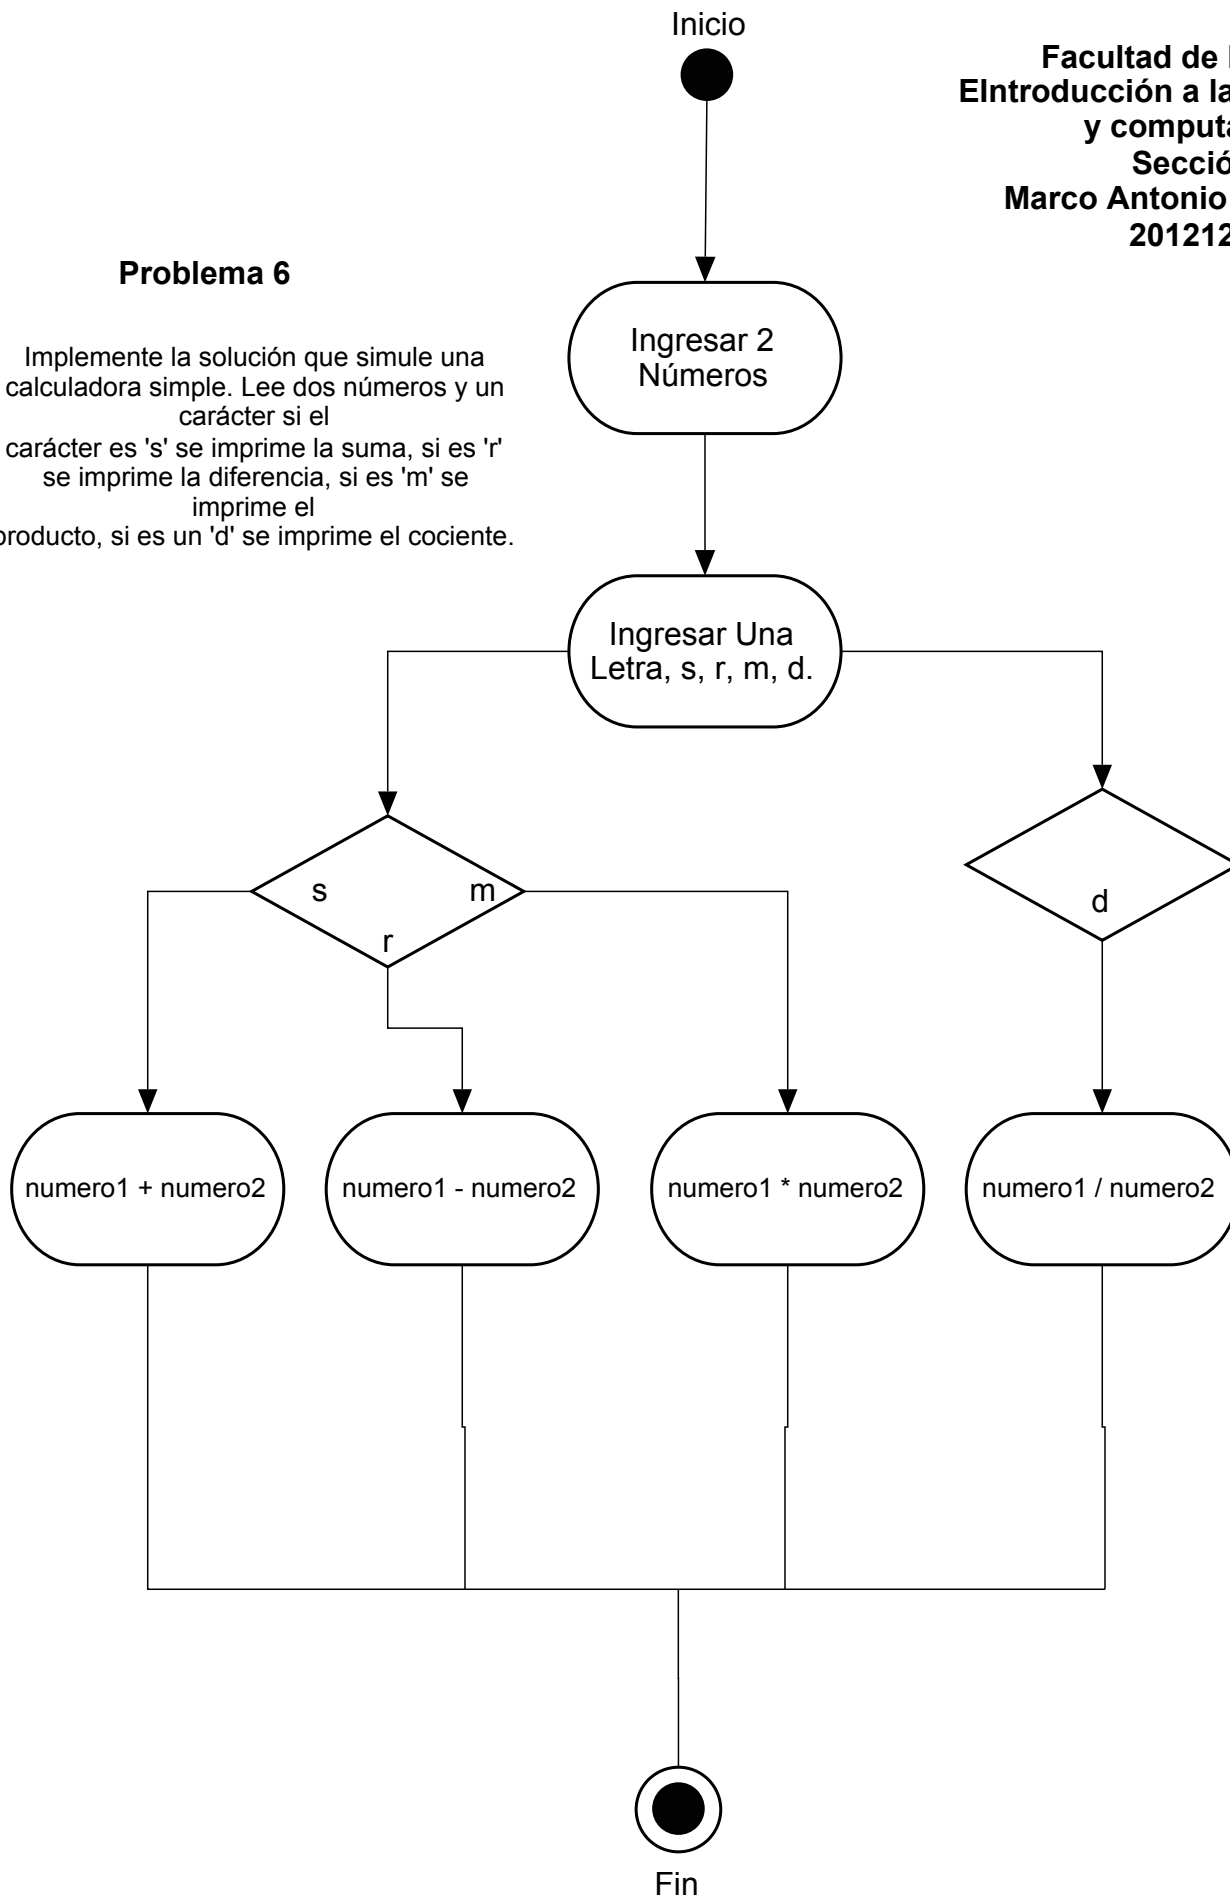 Inicio
Facultad de
EIntroducción a la
y
Sección
Marco Antonio
201212
Problema 6
Implemente la solución que simule una
calculadora simple. Lee dos números y un
carácter si el
carácter es 's' se imprime la suma, si es 'r'
se imprime la diferencia, si es 'm' se
imprime el
producto, si es un 'd' se imprime el cociente.
Ingresar 2
Números
Ingresar Una
Letra, s, r, m, d.
s
m
r
d
numero1 + numero2
numero1 - numero2
numero1 * numero2
numero1 / numero2
Fin